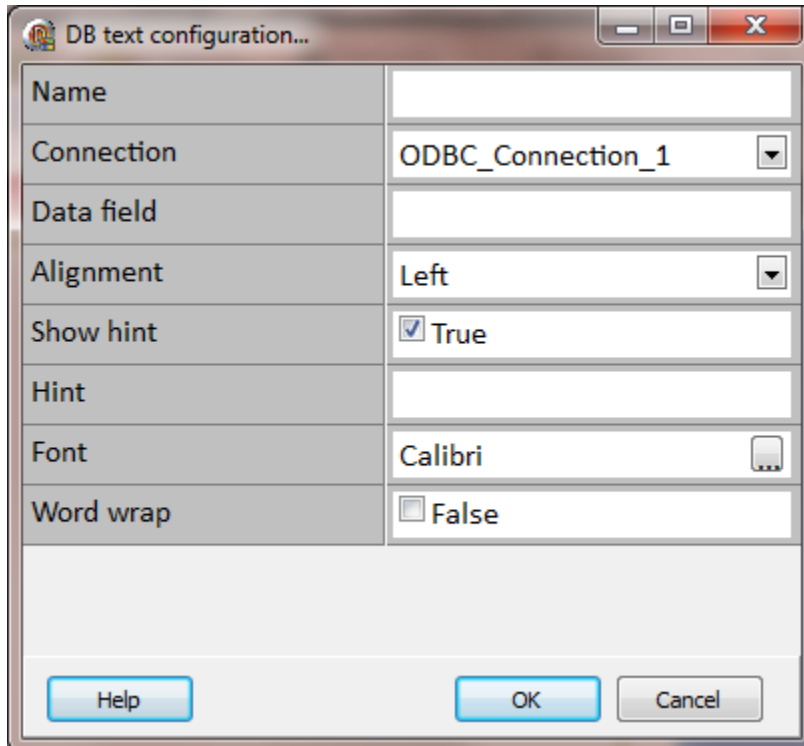 DB text configuration...
Name
Connection ODBC_Connection_1
Data field
Alignment Left
Show hint True
Hint
Font Calibri ...
Word wrap False
Help OK Cancel